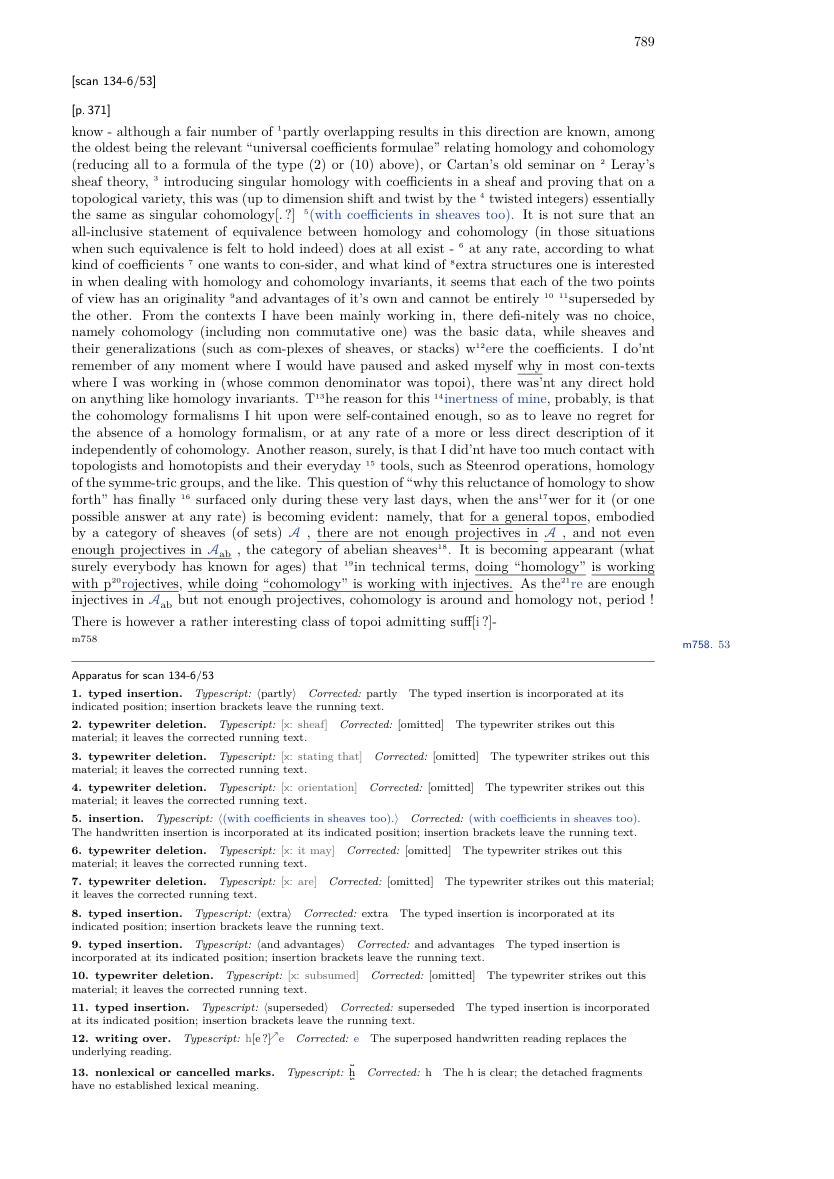 789
[scan 134-6/53]
[p. 371]
know - although a fair number of ¹partly overlapping results in this direction are known, among
the oldest being the relevant “universal coefficients formulae” relating homology and cohomology
(reducing all to a formula of the type (2) or (10) above), or Cartan’s old seminar on ² Leray’s
sheaf theory, ³ introducing singular homology with coefficients in a sheaf and proving that on a
topological variety, this was (up to dimension shift and twist by the ⁴ twisted integers) essentially
the same as singular cohomology[. ?] ⁵(with coefficients in sheaves too). It is not sure that an
all-inclusive statement of equivalence between homology and cohomology (in those situations
when such equivalence is felt to hold indeed) does at all exist - ⁶ at any rate, according to what
kind of coefficients ⁷ one wants to con-sider, and what kind of ⁸extra structures one is interested
in when dealing with homology and cohomology invariants, it seems that each of the two points
of view has an originality ⁹and advantages of it’s own and cannot be entirely ¹⁰ ¹¹superseded by
the other. From the contexts I have been mainly working in, there defi-nitely was no choice,
namely cohomology (including non commutative one) was the basic data, while sheaves and
their generalizations (such as com-plexes of sheaves, or stacks) w¹²ere the coefficients. I do’nt
remember of any moment where I would have paused and asked myself why in most con-texts
where I was working in (whose common denominator was topoi), there was’nt any direct hold
on anything like homology invariants. T¹³he reason for this ¹⁴inertness of mine, probably, is that
the cohomology formalisms I hit upon were self-contained enough, so as to leave no regret for
the absence of a homology formalism, or at any rate of a more or less direct description of it
independently of cohomology. Another reason, surely, is that I did’nt have too much contact with
topologists and homotopists and their everyday ¹⁵ tools, such as Steenrod operations, homology
of the symme-tric groups, and the like. This question of “why this reluctance of homology to show
forth” has finally ¹⁶ surfaced only during these very last days, when the ans¹⁷wer for it (or one
possible answer at any rate) is becoming evident: namely, that for a general topos, embodied
by a category of sheaves (of sets) 𝒜 , there are not enough projectives in 𝒜 , and not even
enough projectives in 𝒜ab , the category of abelian sheaves¹⁸. It is becoming appearant (what
surely everybody has known for ages) that ¹⁹in technical terms, doing “homology” is working
with p²⁰rojectives, while doing “cohomology” is working with injectives. As the²¹re are enough
injectives in 𝒜ab but not enough projectives, cohomology is around and homology not, period !
There is however a rather interesting class of topoi admitting suff[i ?]-
m758
m758. 53
Apparatus for scan 134-6/53
1. typed insertion. Typescript: ⟨partly⟩ Corrected: partly The typed insertion is incorporated at its
indicated position; insertion brackets leave the running text.
2. typewriter deletion. Typescript: [x: sheaf] Corrected: [omitted] The typewriter strikes out this
material; it leaves the corrected running text.
3. typewriter deletion. Typescript: [x: stating that] Corrected: [omitted] The typewriter strikes out this
material; it leaves the corrected running text.
4. typewriter deletion. Typescript: [x: orientation] Corrected: [omitted] The typewriter strikes out this
material; it leaves the corrected running text.
5. insertion. Typescript: ⟨(with coefficients in sheaves too).⟩ Corrected: (with coefficients in sheaves too).
The handwritten insertion is incorporated at its indicated position; insertion brackets leave the running text.
6. typewriter deletion. Typescript: [x: it may] Corrected: [omitted] The typewriter strikes out this
material; it leaves the corrected running text.
7. typewriter deletion. Typescript: [x: are] Corrected: [omitted] The typewriter strikes out this material;
it leaves the corrected running text.
8. typed insertion. Typescript: ⟨extra⟩ Corrected: extra The typed insertion is incorporated at its
indicated position; insertion brackets leave the running text.
9. typed insertion. Typescript: ⟨and advantages⟩ Corrected: and advantages The typed insertion is
incorporated at its indicated position; insertion brackets leave the running text.
10. typewriter deletion. Typescript: [x: subsumed] Corrected: [omitted] The typewriter strikes out this
material; it leaves the corrected running text.
11. typed insertion. Typescript: ⟨superseded⟩ Corrected: superseded The typed insertion is incorporated
at its indicated position; insertion brackets leave the running text.
12. writing over. Typescript: h[e ?]↗e Corrected: e The superposed handwritten reading replaces the
underlying reading.
13. nonlexical or cancelled marks. Typescript: h Corrected: h The h is clear; the detached fragments
have no established lexical meaning.